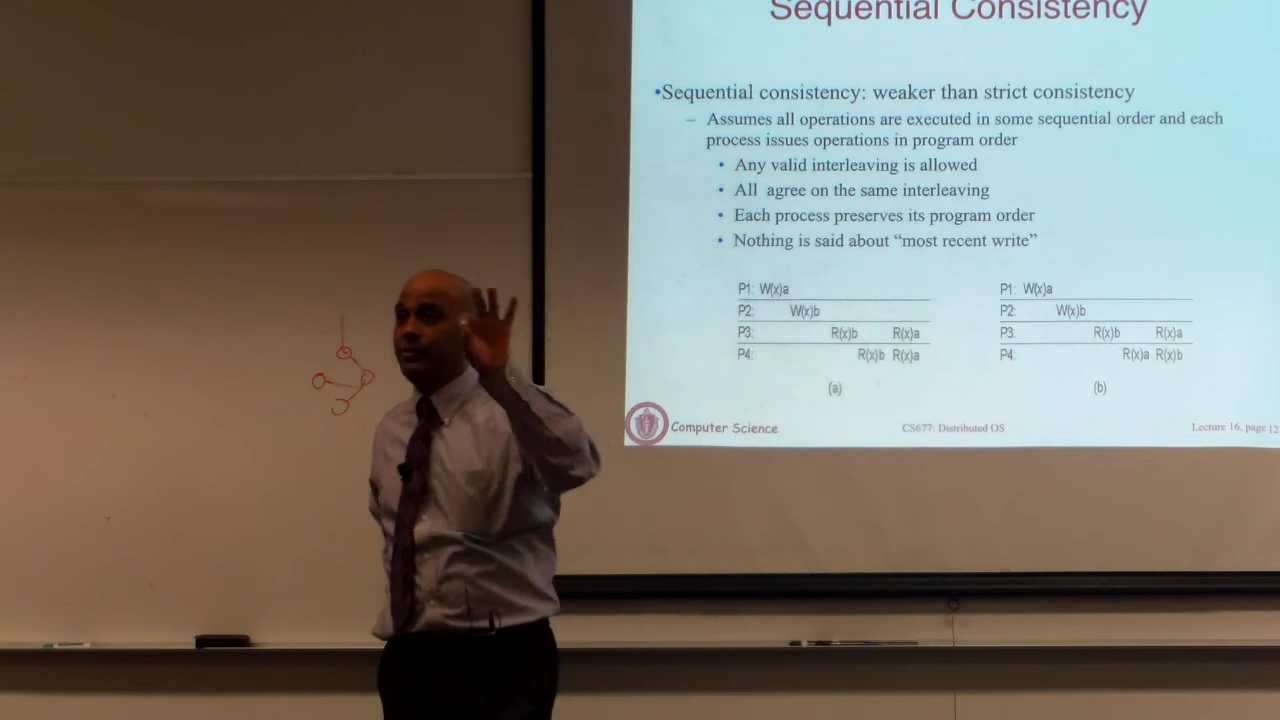 Sequential Consistency
•Sequential consistency: weaker than strict consistency
– Assumes all operations are executed in some sequential order and each
process issues operations in program order
• Any valid interleaving is allowed
• All agree on the same interleaving
• Each process preserves its program order
• Nothing is said about “most recent write”
P1: W(x)a
P2: W(x)b
P3: R(x)b R(x)a
P4: R(x)b R(x)a
(a)
P1: W(x)a
P2: W(x)b
P3: R(x)b R(x)a
P4: R(x)a R(x)b
(b)
Computer Science
CS677: Distributed OS
Lecture 16, page 12